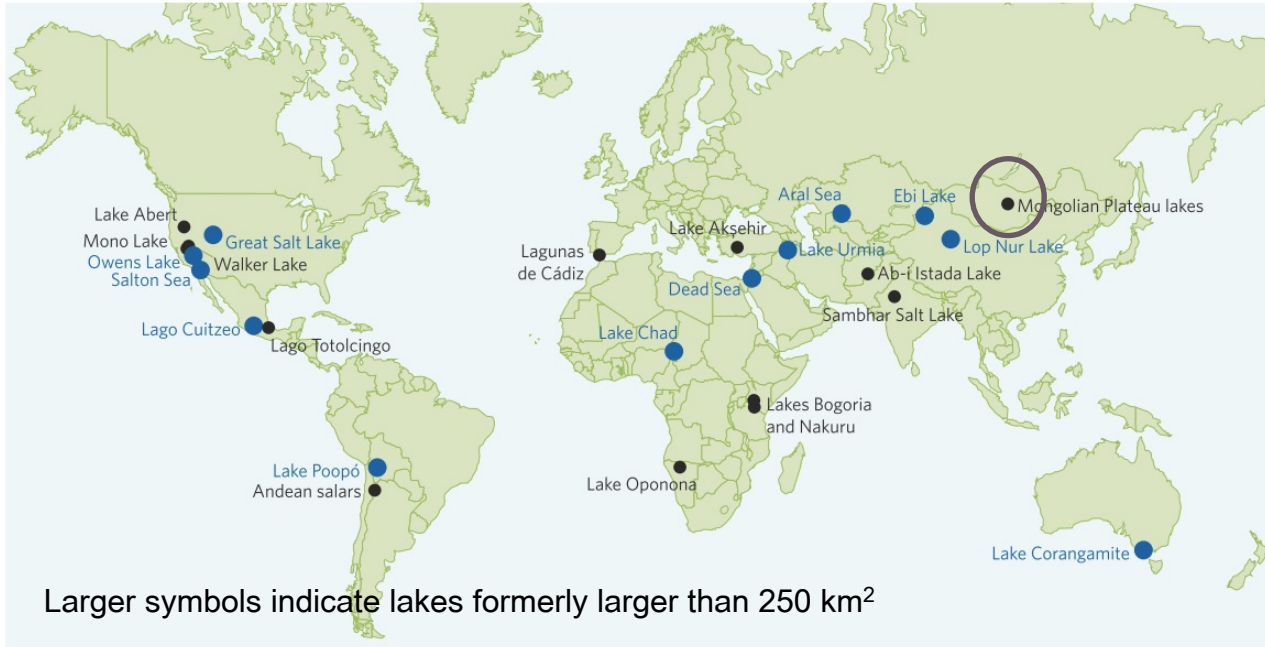 Lake Abert
Mono Lake
Great Salt Lake
Owens Lake
Walker Lake
Salton Sea
Lago Cuitzeo
Lago Totolcingo
Lake Poopó
Andean salars
Lagunas
de Cádiz
Lake Akşehir
Aral Sea
Ebi Lake
Mongolian Plateau lakes
Lake Urmia
Lop Nur Lake
Dead Sea
Ab-i Istada Lake
Sambhar Salt Lake
Lake Chad
Lakes Bogoria
and Nakuru
Lake Oponona
Lake Corangamite
Larger symbols indicate lakes formerly larger than 250 km²